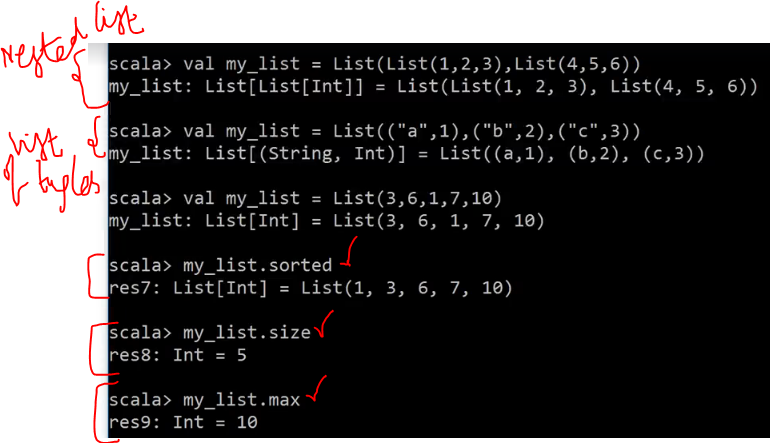 Nested list
scala> val my_list = List(List(1,2,3),List(4,5,6))
my_list: List[List[Int]] = List(List(1, 2, 3), List(4, 5, 6))
list
of tuples
scala> val my_list = List(("a",1),("b",2),("c",3))
my_list: List[(String, Int)] = List((a,1), (b,2), (c,3))
scala> val my_list = List(3,6,1,7,10)
my_list: List[Int] = List(3, 6, 1, 7, 10)
scala> my_list.sorted
res7: List[Int] = List(1, 3, 6, 7, 10)
scala> my_list.size
res8: Int = 5
scala> my_list.max
res9: Int = 10